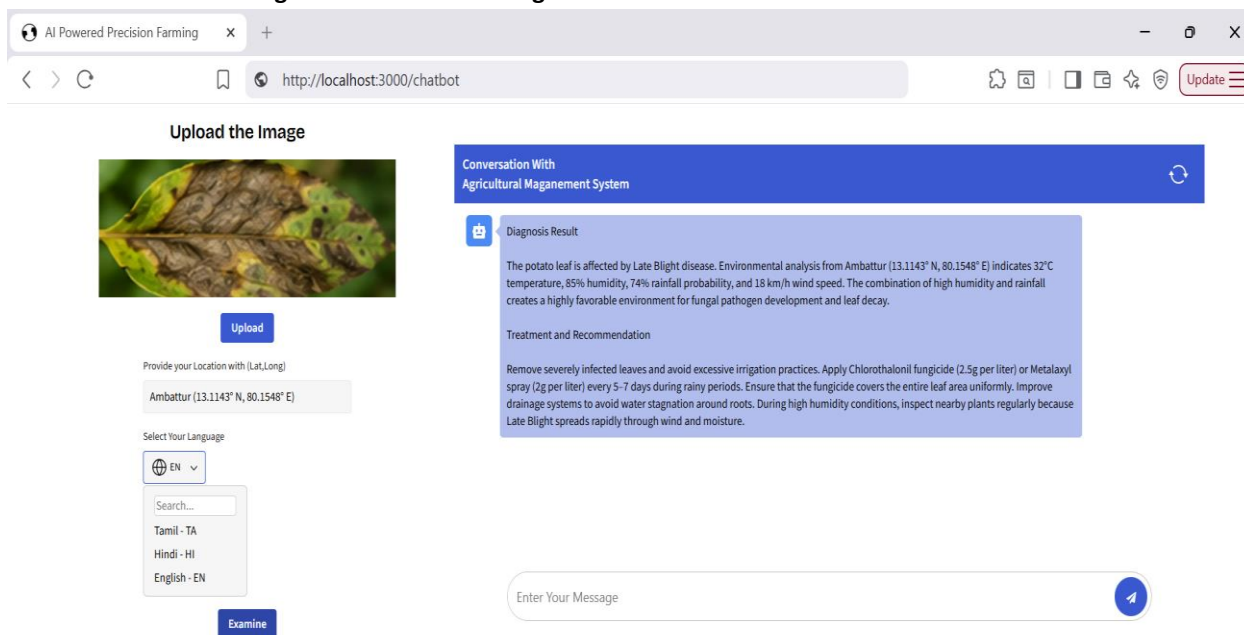 AI Powered Precision Farming
http://localhost:3000/chatbot
Update
Upload the Image
Upload
Provide your Location with (Lat,Long)
Ambattur (13.1143° N, 80.1548° E)
Select Your Language
EN
Search...
Tamil - TA
Hindi - HI
English - EN
Examine
Conversation With
Agricultural Maganement System
Diagnosis Result
The potato leaf is affected by Late Blight disease. Environmental analysis from Ambattur (13.1143° N, 80.1548° E) indicates 32°C
temperature, 85% humidity, 74% rainfall probability, and 18 km/h wind speed. The combination of high humidity and rainfall
creates a highly favorable environment for fungal pathogen development and leaf decay.
Treatment and Recommendation
Remove severely infected leaves and avoid excessive irrigation practices. Apply Chlorothalonil fungicide (2.5g per liter) or Metalaxyl
spray (2g per liter) every 5–7 days during rainy periods. Ensure that the fungicide covers the entire leaf area uniformly. Improve
drainage systems to avoid water stagnation around roots. During high humidity conditions, inspect nearby plants regularly because
Late Blight spreads rapidly through wind and moisture.
Enter Your Message